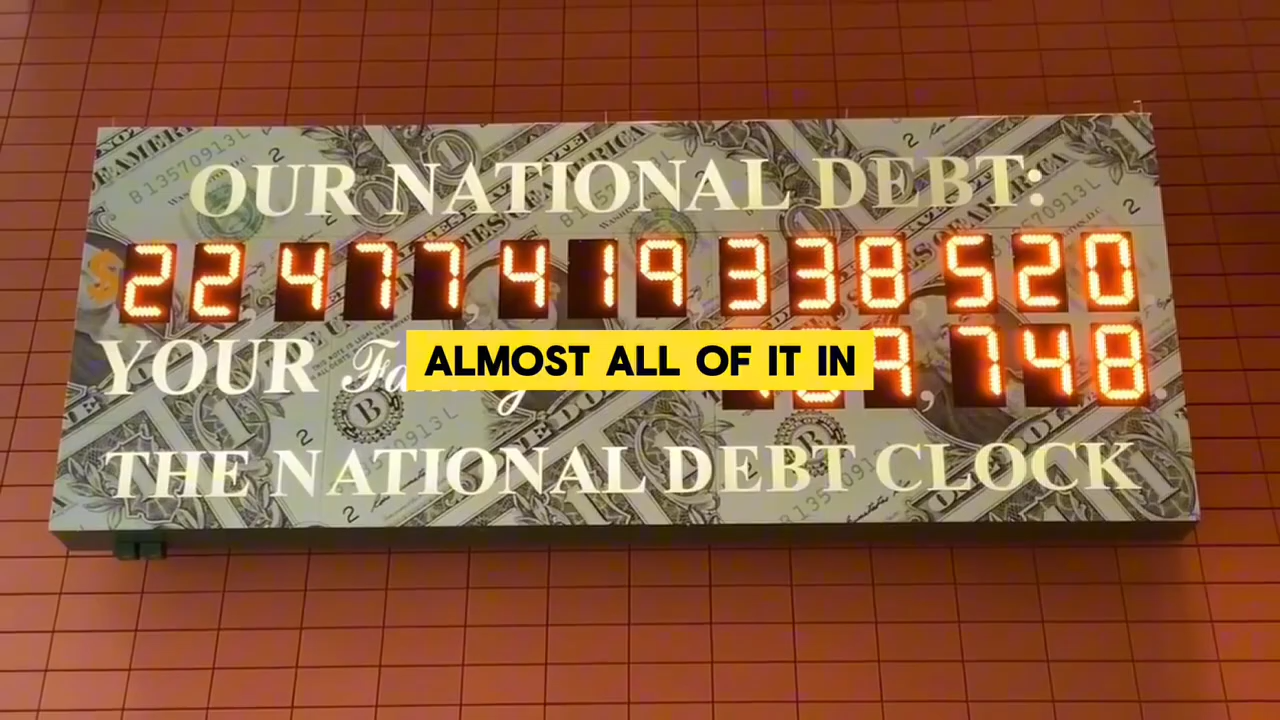 OUR NATIONAL DEBT:
$22 477 419 338 520
YOUR
ALMOST ALL OF IT IN
9,748
THE NATIONAL DEBT CLOCK